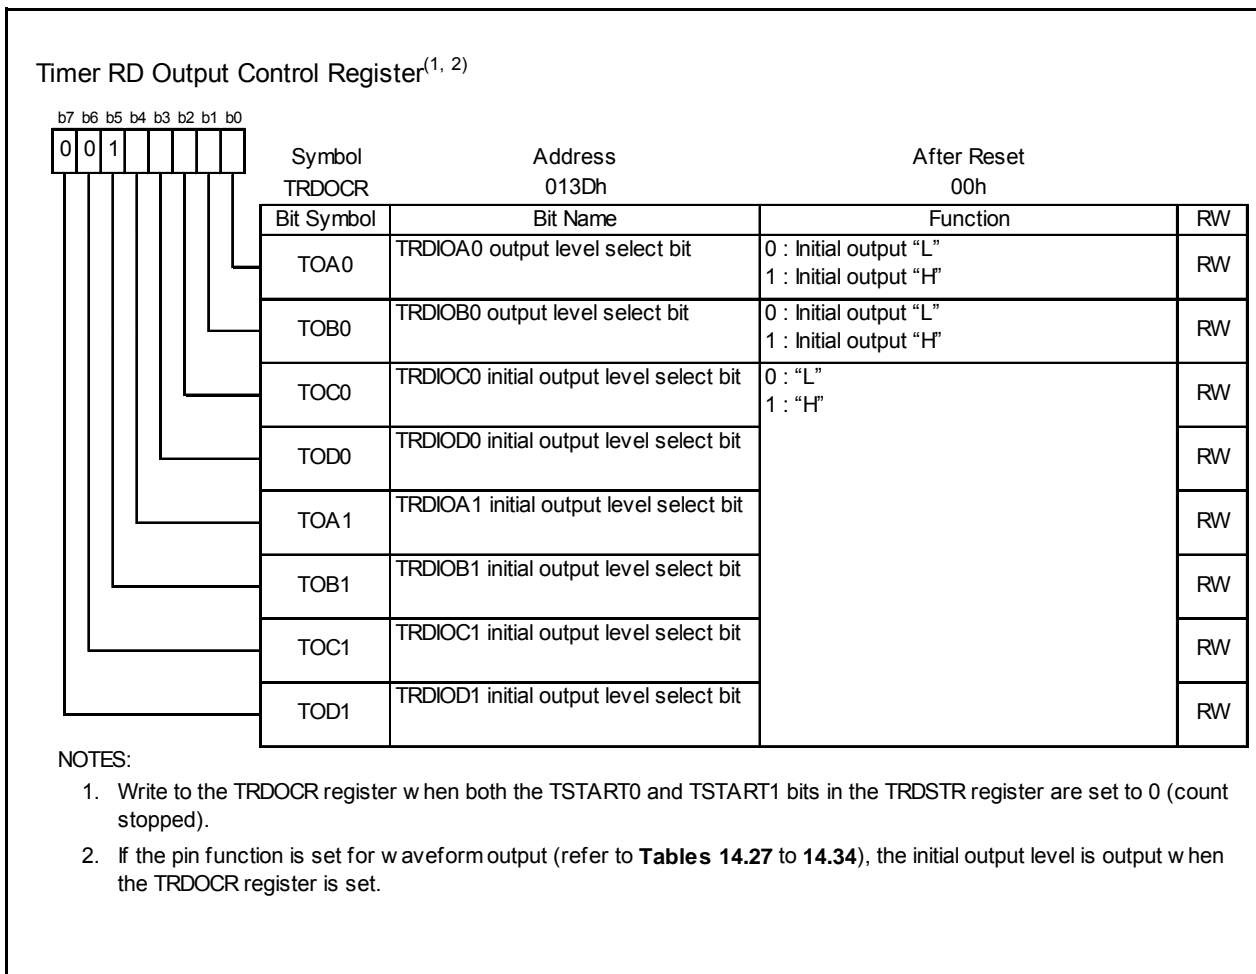 Timer RD Output Control Register(1, 2)
b7 b6 b5 b4 b3 b2 b1 b0
0 0 1
Symbol Address After Reset
TRDOCR 013Dh 00h
Bit Symbol Bit Name Function RW
TOA0 TRDIOA0 output level select bit 0 : Initial output “L” RW
1 : Initial output “H”
TOB0 TRDIOB0 output level select bit 0 : Initial output “L” RW
1 : Initial output “H”
TOC0 TRDIOC0 initial output level select bit 0 : “L” RW
1 : “H”
TOD0 TRDIOD0 initial output level select bit RW
TOA1 TRDIOA1 initial output level select bit RW
TOB1 TRDIOB1 initial output level select bit RW
TOC1 TRDIOC1 initial output level select bit RW
TOD1 TRDIOD1 initial output level select bit RW
NOTES:
1. Write to the TRDOCR register when both the TSTART0 and TSTART1 bits in the TRDSTR register are set to 0 (count
stopped).
2. If the pin function is set for waveform output (refer to Tables 14.27 to 14.34), the initial output level is output when
the TRDOCR register is set.